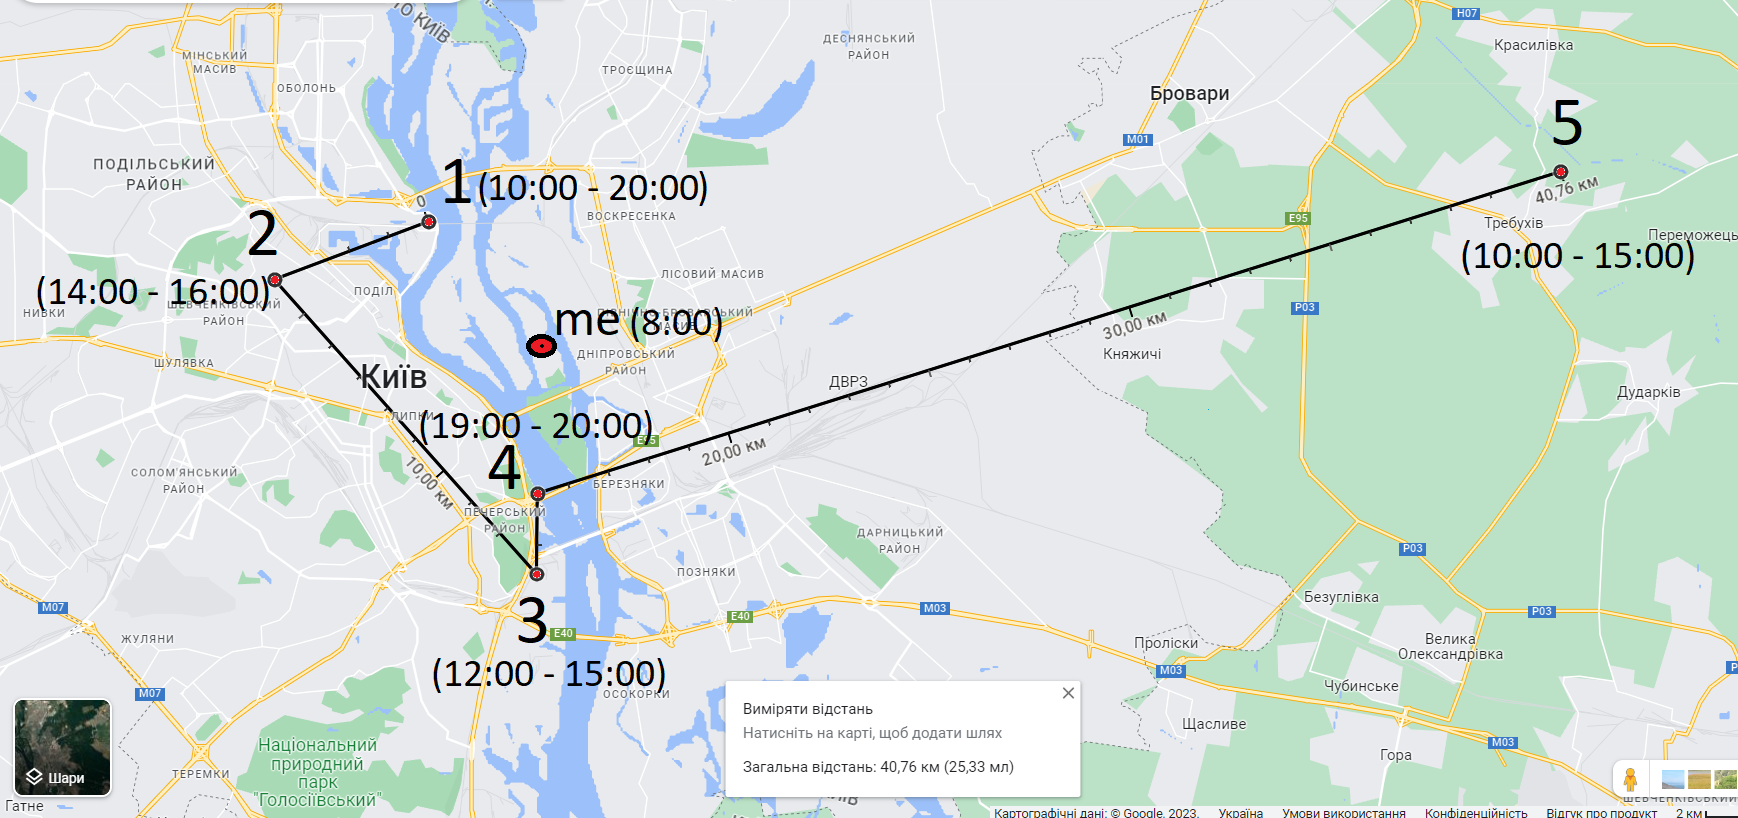 Ю КИЇВ
H07
ДЕСНЯНСЬКИЙ
РАЙОН
Красилівка
МІНСЬКИЙ
МАСИВ
ТРОЄЩИНА
ОБОЛОНЬ
Бровари
5
M01
ПОДІЛЬСЬКИЙ
РАЙОН
1 (10:00 - 20:00)
0
40,76 км
2
ВОСКРЕСЕНКА
E95
Требухів
Переможець
(10:00 - 15:00)
ЛІСОВИЙ МАСИВ
(14:00 - 16:00)
ПОДІЛ
ШЕВЧЕНКІВСЬКИЙ
РАЙОН
НИВКИ
P03
me (8:00)
ПІВНІЧНО-БРОВАРСЬКИЙ
МАСИВ
30,00 км
ДНІПРОВСЬКИЙ
РАЙОН
Княжичі
ШУЛЯВКА
Київ
ДВРЗ
Дударків
ЛИПКИ
(19:00 - 20:00)
E95
20,00 км
4
10,00 км
СОЛОМ'ЯНСЬКИЙ
РАЙОН
БЕРЕЗНЯКИ
ПЕЧЕРСЬКИЙ
РАЙОН
ДАРНИЦЬКИЙ
РАЙОН
P03
ПОЗНЯКИ
3
M07
E40
E40
M03
Безуглівка
P03
ЖУЛЯНИ
Проліски
Велика
Олександрівка
M03
(12:00 - 15:00)
ОСОКОРКИ
M07
Чубинське
Щасливе
M03
Гора
Виміряти відстань
Натисніть на карті, щоб додати шлях
Загальна відстань: 40,76 км (25,33 мл)
Національний
природний
парк
"Голосіївський"
ТЕРЕМКИ
Шари
Гатне
ШЕВЧЕНКІВСЬКИЙ
Картографічні дані: © Google, 2023, Україна Умови використання Конфіденційність Відгук про продукт 2 км